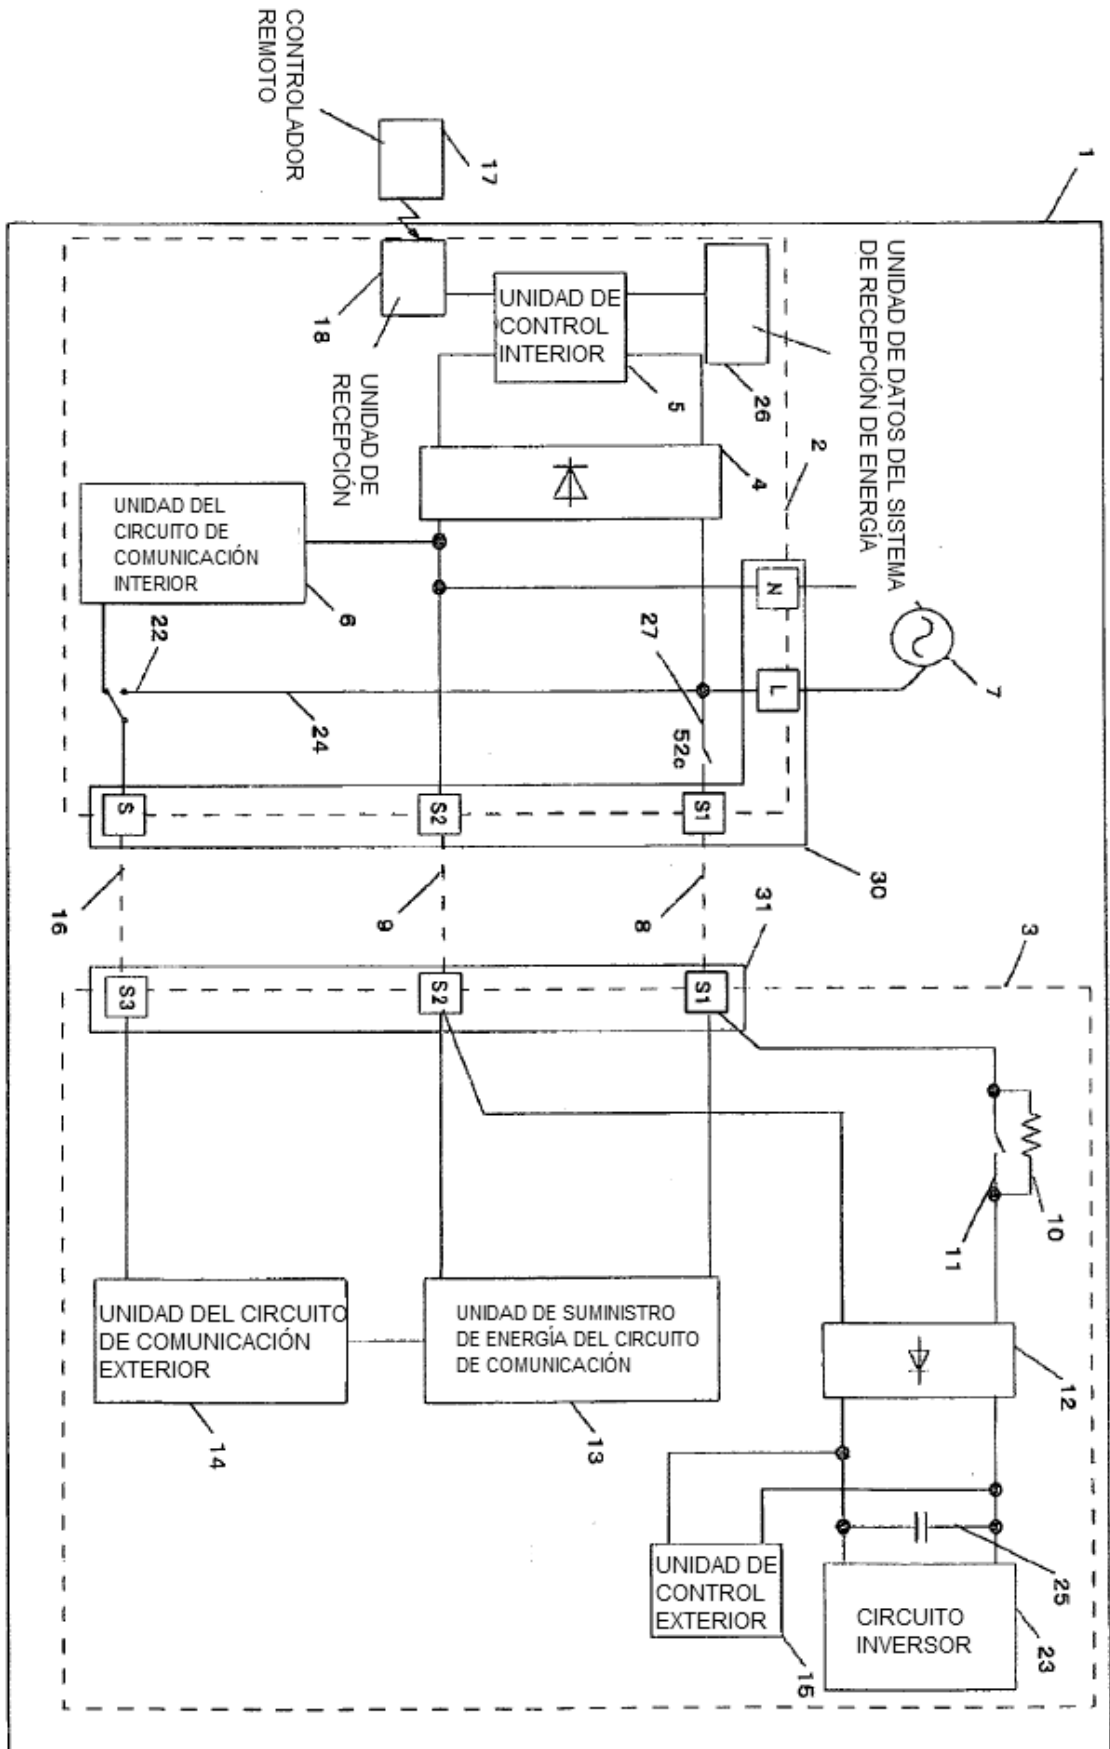 CONTROLADOR
REMOTO
17
1
UNIDAD DE DATOS DEL SISTEMA
DE RECEPCIÓN DE ENERGÍA
18
UNIDAD DE
CONTROL
INTERIOR
5
26
2
UNIDAD DE
RECEPCIÓN
4
UNIDAD DEL
CIRCUITO DE
COMUNICACIÓN
INTERIOR
6
N
7
22
27
L
24
52c
S
S2
S1
30
16
9
8
31
3
S3
S2
S1
10
11
UNIDAD DEL CIRCUITO
DE COMUNICACIÓN
EXTERIOR
14
UNIDAD DE SUMINISTRO
DE ENERGÍA DEL CIRCUITO
DE COMUNICACIÓN
13
12
25
UNIDAD DE
CONTROL
EXTERIOR
15
CIRCUITO
INVERSOR
23